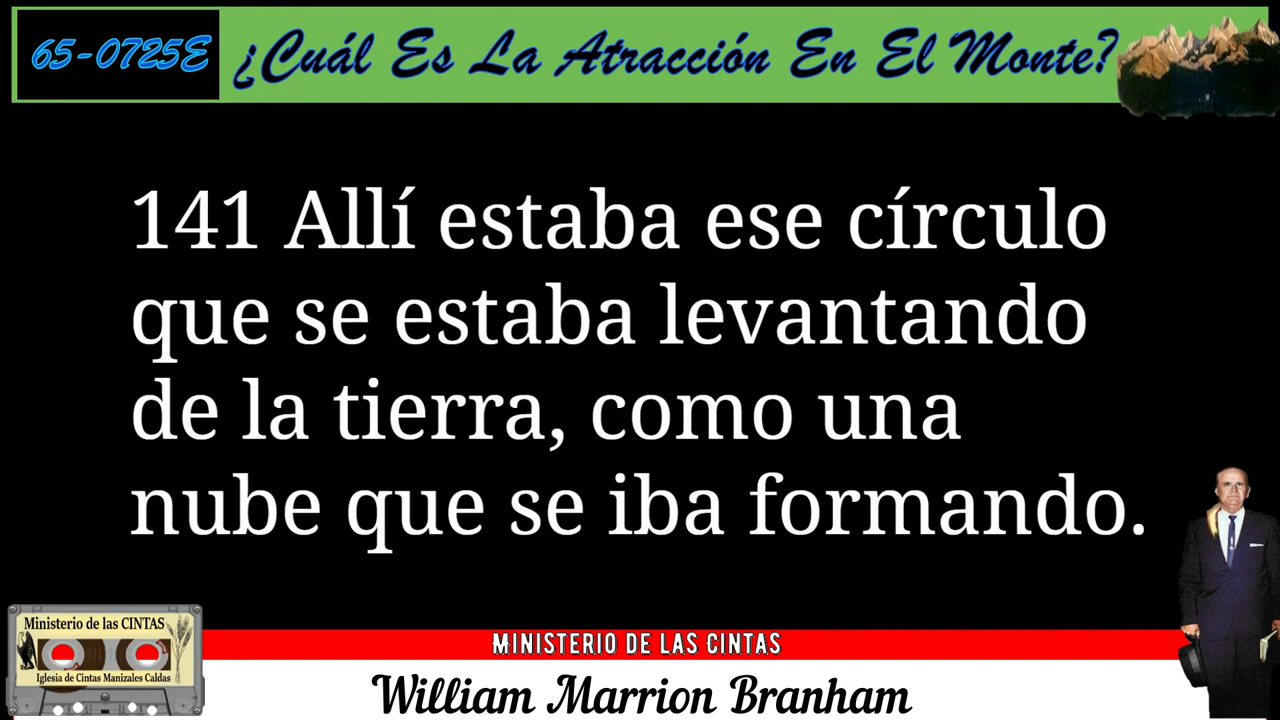 65-0725E ¿Cuál Es La Atracción En El Monte?
141 Allí estaba ese círculo
que se estaba levantando
de la tierra, como una
nube que se iba formando.
Ministerio de las CINTAS
Iglesia de Cintas Manizales Caldas
MINISTERIO DE LAS CINTAS
William Marrion Branham